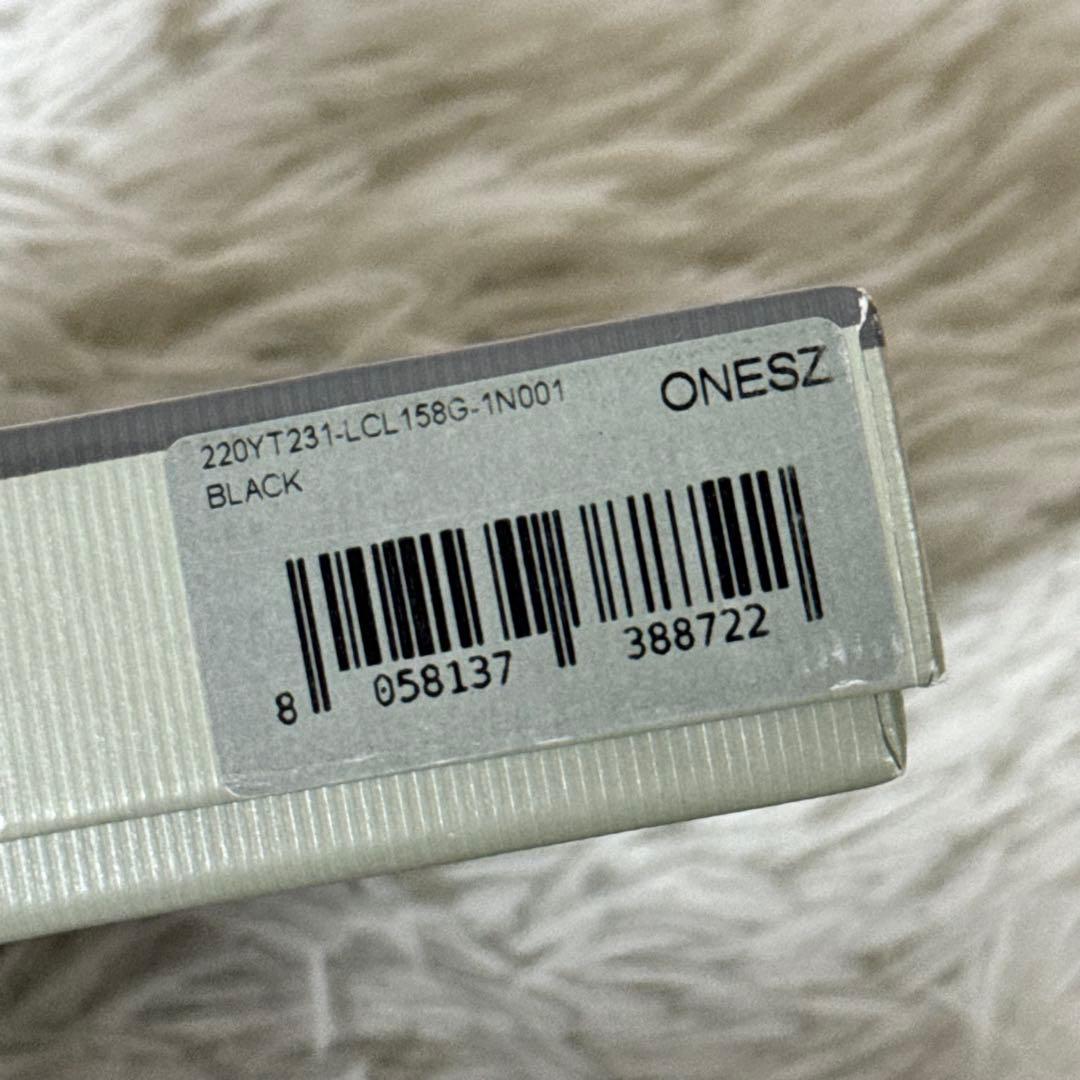 220YT231-LCL158G-1N001
ONESZ
BLACK
8 058137 388722